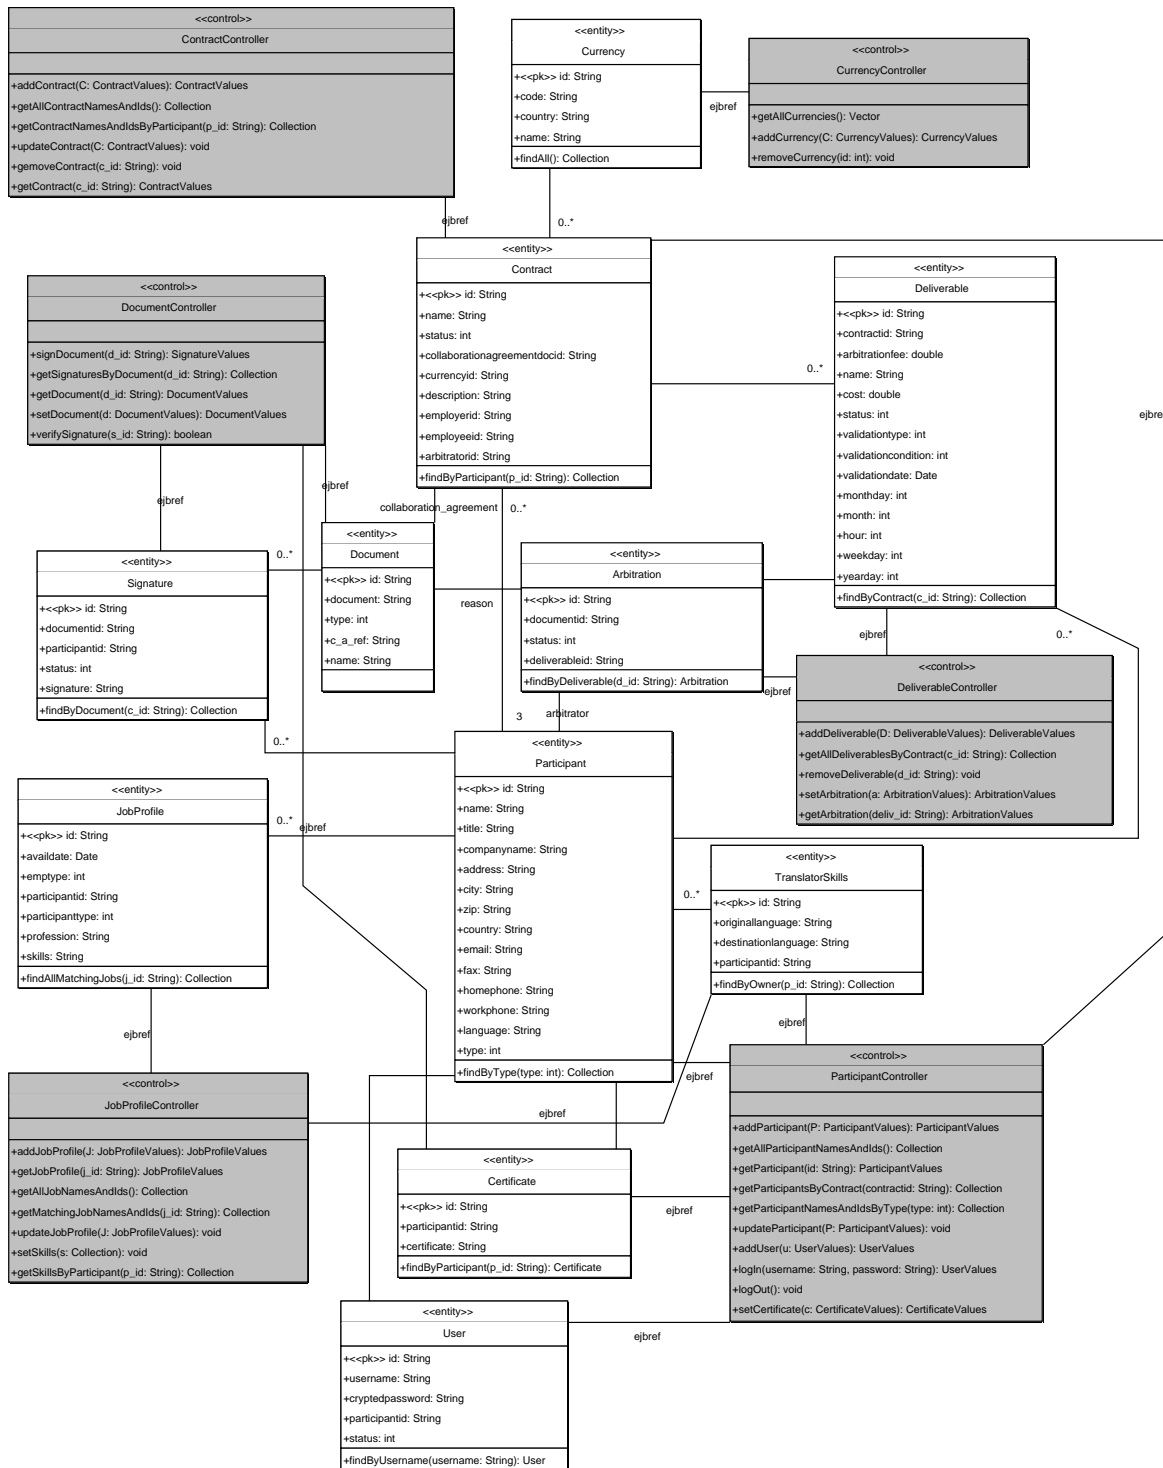 <<control>>
ContractController
+addContract(C: ContractValues): ContractValues
+getAllContractNamesAndIds(): Collection
+getContractNamesAndIdsByParticipant(p_id: String): Collection
+updateContract(C: ContractValues): void
+gemoveContract(c_id: String): void
+getContract(c_id: String): ContractValues
<<entity>>
Currency
+<<pk>> id: String
+code: String
+country: String
+name: String
+findAll(): Collection
ejbref
<<control>>
CurrencyController
+getAllCurrencies(): Vector
+addCurrency(C: CurrencyValues): CurrencyValues
+removeCurrency(id: int): void
ejbref
0..*
<<entity>>
Contract
+<<pk>> id: String
+name: String
+status: int
+collaborationagreementdocid: String
+currencyid: String
+description: String
+employerid: String
+employeeid: String
+arbitratorid: String
+findByParticipant(p_id: String): Collection
0..*
<<entity>>
Deliverable
+<<pk>> id: String
+contractid: String
+arbitrationfee: double
+name: String
+cost: double
+status: int
+validationtype: int
+validationcondition: int
+validationdate: Date
+monthday: int
+month: int
+hour: int
+weekday: int
+yearday: int
+findByContract(c_id: String): Collection
ejbre
<<control>>
DocumentController
+signDocument(d_id: String): SignatureValues
+getSignaturesByDocument(d_id: String): Collection
+getDocument(d_id: String): DocumentValues
+setDocument(d: DocumentValues): DocumentValues
+verifySignature(s_id: String): boolean
ejbref
ejbref
collaboration_agreement
0..*
<<entity>>
Signature
+<<pk>> id: String
+documentid: String
+participantid: String
+status: int
+signature: String
+findByDocument(c_id: String): Collection
0..*
<<entity>>
Document
+<<pk>> id: String
+document: String
+type: int
+c_a_ref: String
+name: String
reason
<<entity>>
Arbitration
+<<pk>> id: String
+documentid: String
+status: int
+deliverableid: String
+findByDeliverable(d_id: String): Arbitration
ejbref
0..*
ejbref
<<control>>
DeliverableController
+addDeliverable(D: DeliverableValues): DeliverableValues
+getAllDeliverablesByContract(c_id: String): Collection
+removeDeliverable(d_id: String): void
+setArbitration(a: ArbitrationValues): ArbitrationValues
+getArbitration(deliv_id: String): ArbitrationValues
3
arbitrator
0..*
<<entity>>
Participant
+<<pk>> id: String
+name: String
+title: String
+companyname: String
+address: String
+city: String
+zip: String
+country: String
+email: String
+fax: String
+homephone: String
+workphone: String
+language: String
+type: int
+findByType(type: int): Collection
<<entity>>
JobProfile
+<<pk>> id: String
+availdate: Date
+emptype: int
+participantid: String
+participanttype: int
+profession: String
+skills: String
+findAllMatchingJobs(j_id: String): Collection
0..*
ejbref
<<entity>>
TranslatorSkills
+<<pk>> id: String
+originallanguage: String
+destinationlanguage: String
+participantid: String
+findByOwner(p_id: String): Collection
0..*
ejbref
ejbref
<<control>>
JobProfileController
+addJobProfile(J: JobProfileValues): JobProfileValues
+getJobProfile(j_id: String): JobProfileValues
+getAllJobNamesAndIds(): Collection
+getMatchingJobNamesAndIds(j_id: String): Collection
+updateJobProfile(J: JobProfileValues): void
+setSkills(s: Collection): void
+getSkillsByParticipant(p_id: String): Collection
ejbref
ejbref
<<control>>
ParticipantController
+addParticipant(P: ParticipantValues): ParticipantValues
+getAllParticipantNamesAndIds(): Collection
+getParticipant(id: String): ParticipantValues
+getParticipantsByContract(contractid: String): Collection
+getParticipantNamesAndIdsByType(type: int): Collection
+updateParticipant(P: ParticipantValues): void
+addUser(u: UserValues): UserValues
+logIn(username: String, password: String): UserValues
+logOut(): void
+setCertificate(c: CertificateValues): CertificateValues
<<entity>>
Certificate
+<<pk>> id: String
+participantid: String
+certificate: String
+findByParticipant(p_id: String): Certificate
ejbref
<<entity>>
User
+<<pk>> id: String
+username: String
+cryptedpassword: String
+participantid: String
+status: int
+findByUsername(username: String): User
ejbref